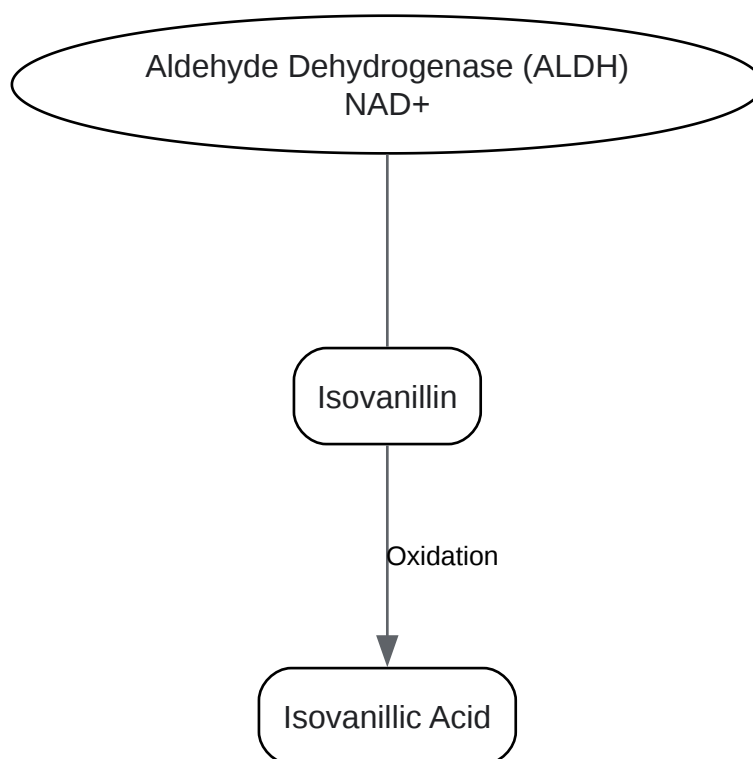 Aldehyde Dehydrogenase (ALDH)
NAD+
Isovanillin
Oxidation
Isovanillic Acid